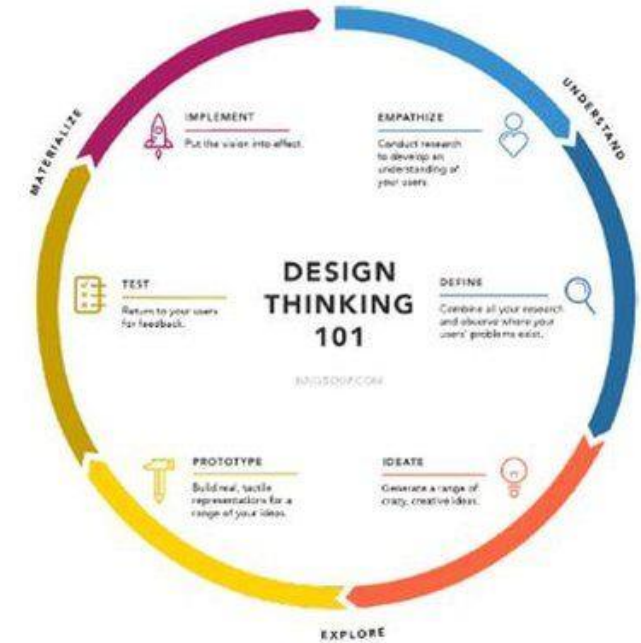 DESIGN
THINKING
101
NNGROUP.COM
UNDERSTAND
EMPATHIZE
Conduct research
to develop an
understanding of
your users.
DEFINE
Combine all your research
and observe where your
users' problems exist.
EXPLORE
IDEATE
Generate a range of
crazy, creative ideas.
PROTOTYPE
Build real, tactile
representations for a
range of your ideas.
MATERIALIZE
TEST
Return to your users
for feedback.
IMPLEMENT
Put the vision into effect.